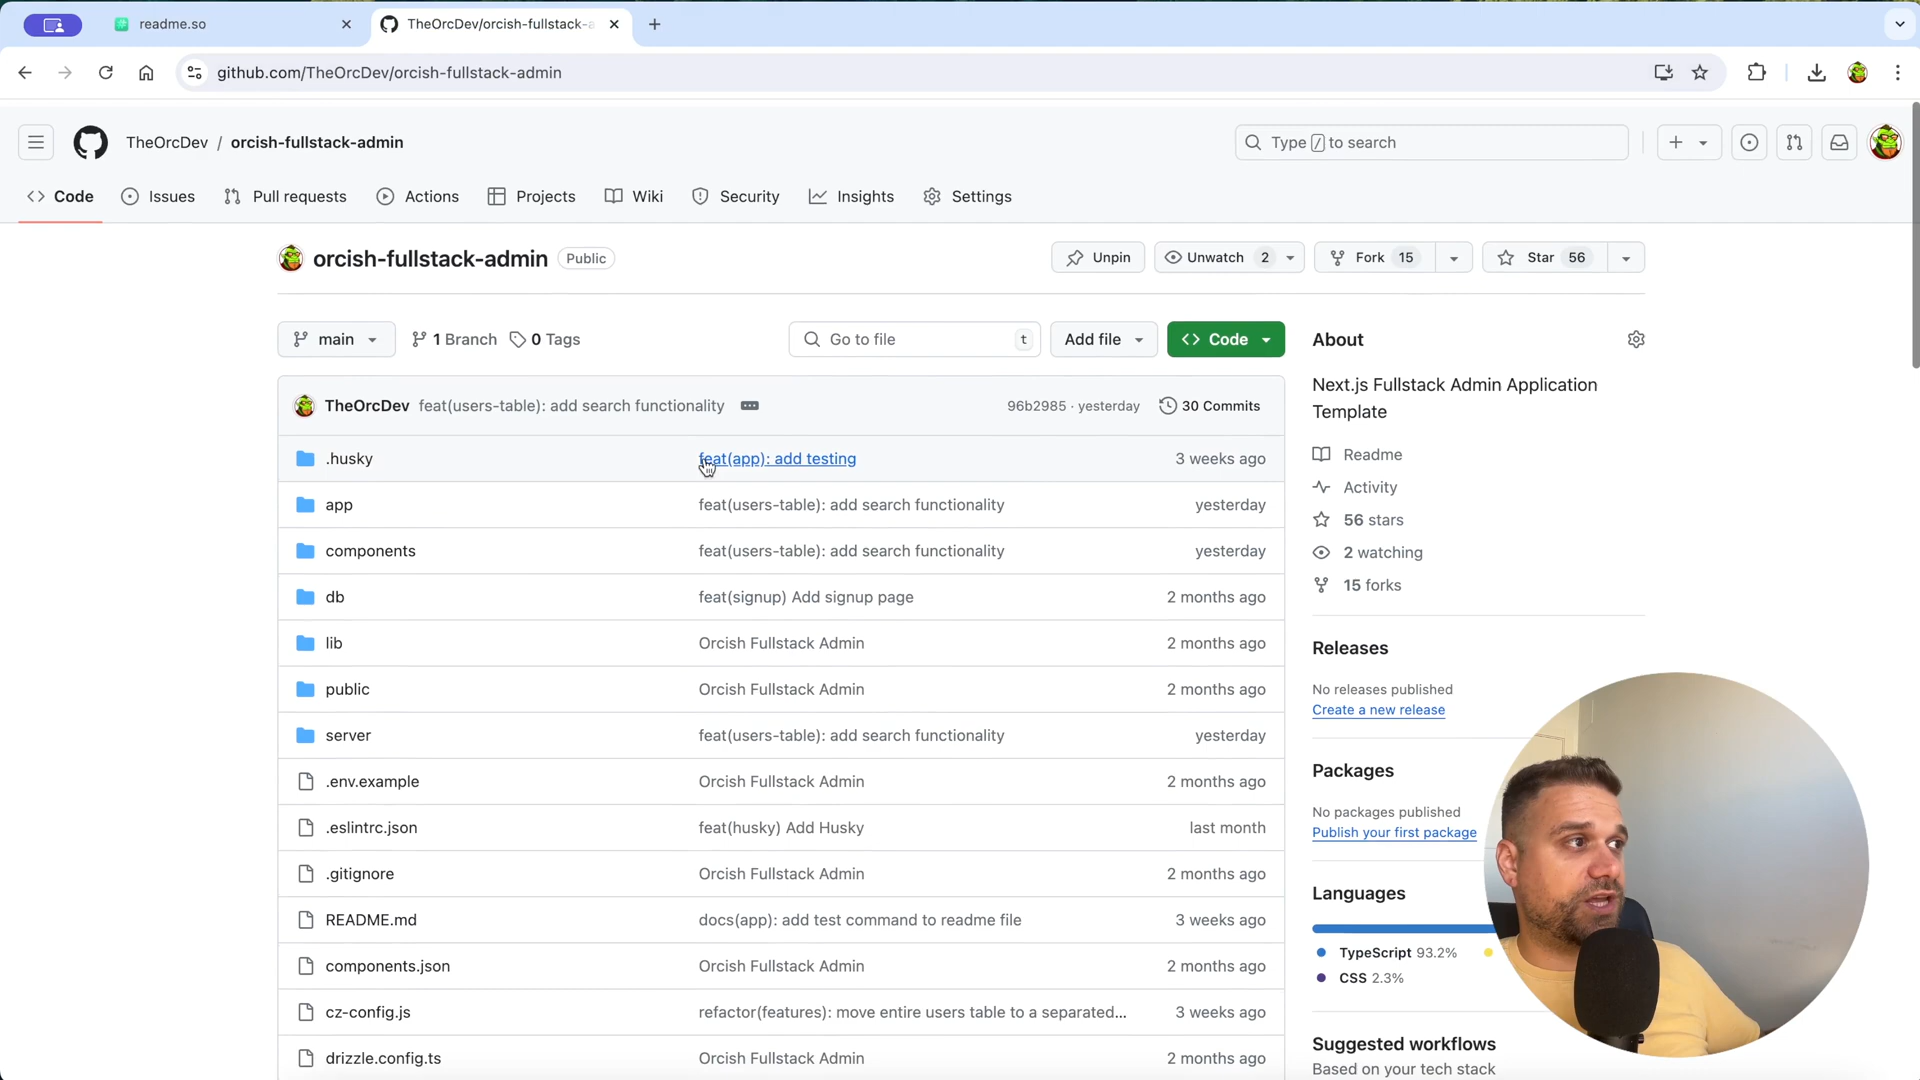 readme.so
TheOrcDev/orcish-fullstack-a
github.com/TheOrcDev/orcish-fullstack-admin
TheOrcDev / orcish-fullstack-admin
Type / to search
Code Issues Pull requests Actions Projects Wiki Security Insights Settings
orcish-fullstack-admin Public
Unpin Unwatch 2 Fork 15 Star 56
main 1 Branch 0 Tags Go to file t Add file Code
TheOrcDev feat(users-table): add search functionality 96b2985 · yesterday 30 Commits
.husky feat(app): add testing 3 weeks ago
app feat(users-table): add search functionality yesterday
components feat(users-table): add search functionality yesterday
db feat(signup) Add signup page 2 months ago
lib Orcish Fullstack Admin 2 months ago
public Orcish Fullstack Admin 2 months ago
server feat(users-table): add search functionality yesterday
.env.example Orcish Fullstack Admin 2 months ago
.eslintrc.json feat(husky) Add Husky last month
.gitignore Orcish Fullstack Admin 2 months ago
README.md docs(app): add test command to readme file 3 weeks ago
components.json Orcish Fullstack Admin 2 months ago
cz-config.js refactor(features): move entire users table to a separated... 3 weeks ago
drizzle.config.ts Orcish Fullstack Admin 2 months ago
About
Next.js Fullstack Admin Application
Template
Readme
Activity
56 stars
2 watching
15 forks
Releases
No releases published
Create a new release
Packages
No packages published
Publish your first package
Languages
TypeScript 93.2%
CSS 2.3%
Suggested workflows
Based on your tech stack